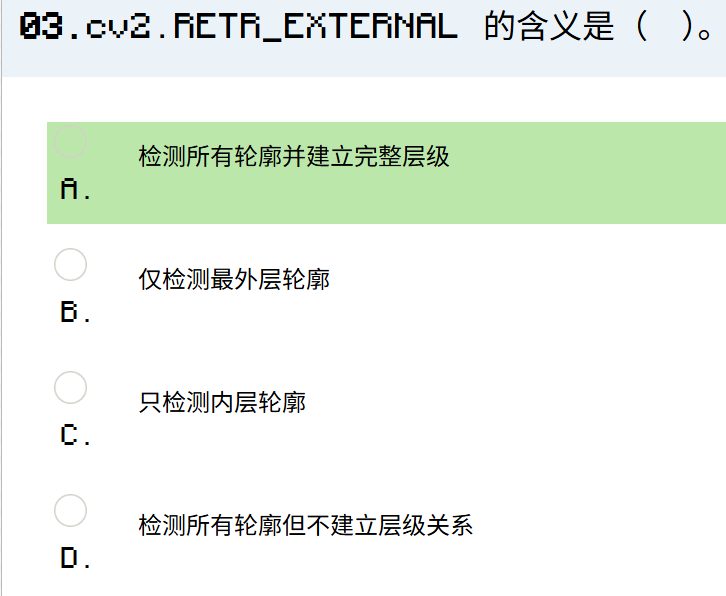 03.cv2.RETR_EXTERNAL 的含义是（ ）。
检测所有轮廓并建立完整层级
A.
仅检测最外层轮廓
B.
只检测内层轮廓
C.
检测所有轮廓但不建立层级关系
D.